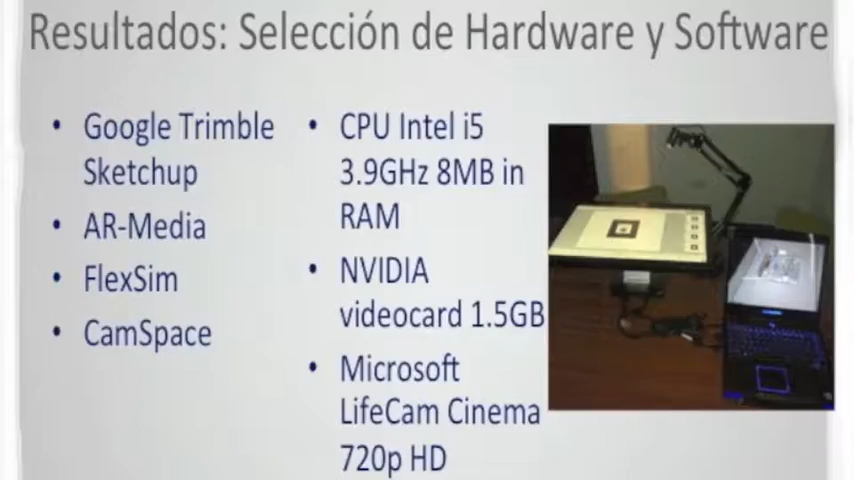 Resultados: Selección de Hardware y Software
• Google Trimble
Sketchup
• AR-Media
• FlexSim
• CamSpace
• CPU Intel i5
3.9GHz 8MB in
RAM
• NVIDIA
videocard 1.5GB
• Microsoft
LifeCam Cinema
720p HD